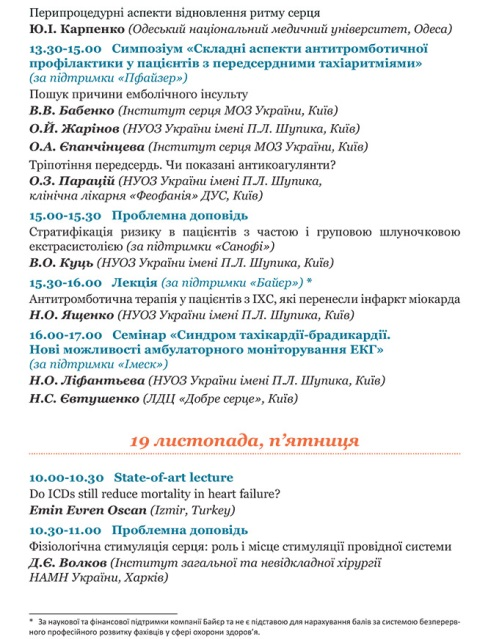 Перипроцедурні аспекти відновлення ритму серця
Ю.І. Карпенко (Одеський національний медичний університет, Одеса)
13.30-15.00 Симпозіум «Складні аспекти антитромботичної
профілактики у пацієнтів з передсердними тахіаритміями»
(за підтримки «Пфайзер»)
Пошук причини емболічного інсульту
В.В. Бабенко (Інститут серця МОЗ України, Київ)
О.Й. Жарінов (НУОЗ України імені П.Л. Шупика, Київ)
О.А. Єпанчінцева (Інститут серця МОЗ України, Київ)
Тріпотіння передсердь. Чи показані антикоагулянти?
О.З. Парацій (НУОЗ України імені П.Л. Шупика,
клінічна лікарня «Феофанія» ДУС, Київ)
15.00-15.30 Проблемна доповідь
Стратифікація ризику в пацієнтів з частою і груповою шлуночковою
екстрасистолією (за підтримки «Санофі»)
В.О. Куць (НУОЗ України імені П.Л. Шупика, Київ)
15.30-16.00 Лекція (за підтримки «Байєр») *
Антитромботична терапія у пацієнтів з ІХС, які перенесли інфаркт міокарда
Н.О. Ященко (НУОЗ України імені П.Л. Шупика, Київ)
16.00-17.00 Семінар «Синдром тахікардії-брадикардії.
Нові можливості амбулаторного моніторування ЕКГ»
(за підтримки «Імеск»)
Н.О. Ліфантьєва (НУОЗ України імені П.Л. Шупика, Київ)
Н.С. Євтушенко (ЛДЦ «Добре серце», Київ)
19 листопада, п’ятниця
10.00-10.30 State-of-art lecture
Do ICDs still reduce mortality in heart failure?
Emin Evren Oscan (Izmir, Turkey)
10.30-11.00 Проблемна доповідь
Фізіологічна стимуляція серця: роль і місце стимуляції провідної системи
Д.Є. Волков (Інститут загальної та невідкладної хірургії
НАМН України, Харків)
* За наукової та фінансової підтримки компанії Байєр та не є підставою для нарахування балів за системою безперерв-
ного професійного розвитку фахівців у сфері охорони здоров’я.